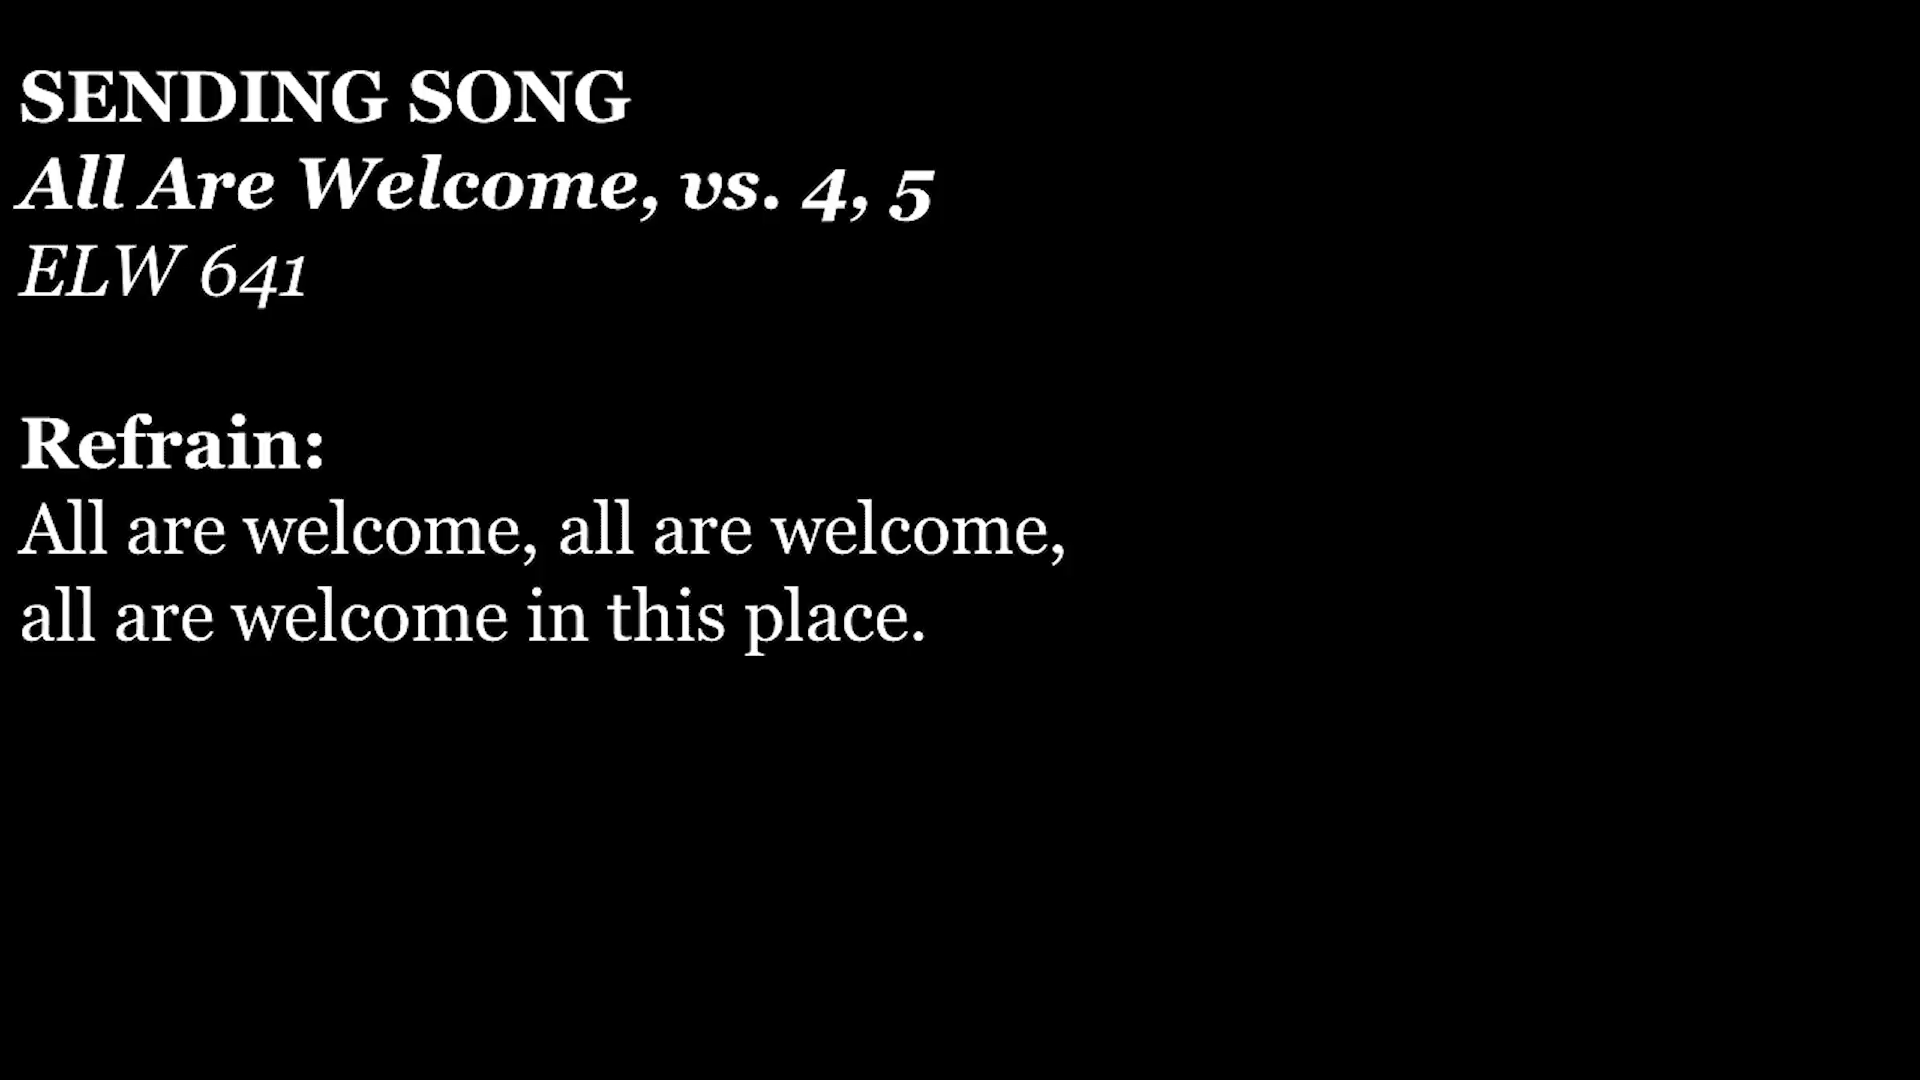 SENDING SONG
All Are Welcome, vs. 4, 5
ELW 641
Refrain:
All are welcome, all are welcome,
all are welcome in this place.